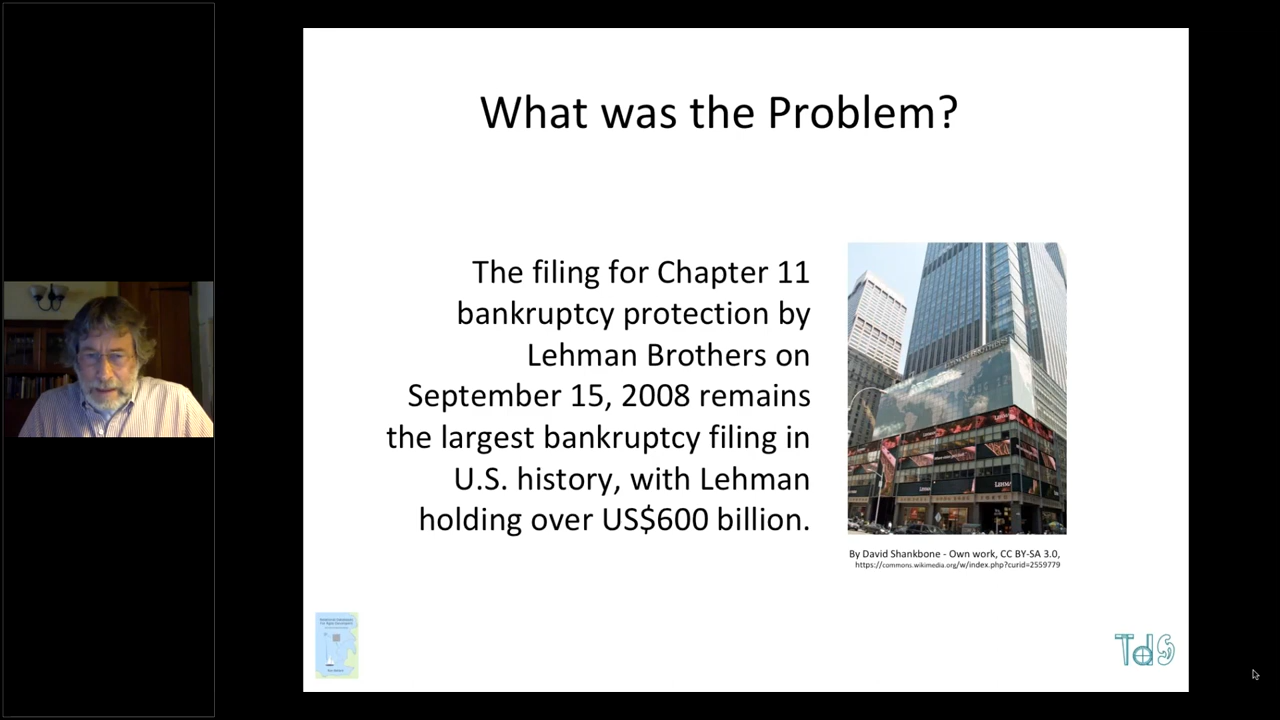 What was the Problem?
The filing for Chapter 11
bankruptcy protection by
Lehman Brothers on
September 15, 2008 remains
the largest bankruptcy filing in
U.S. history, with Lehman
holding over US$600 billion.
By David Shankbone - Own work, CC BY-SA 3.0,
https://commons.wikimedia.org/w/index.php?curid=2559779
TdS